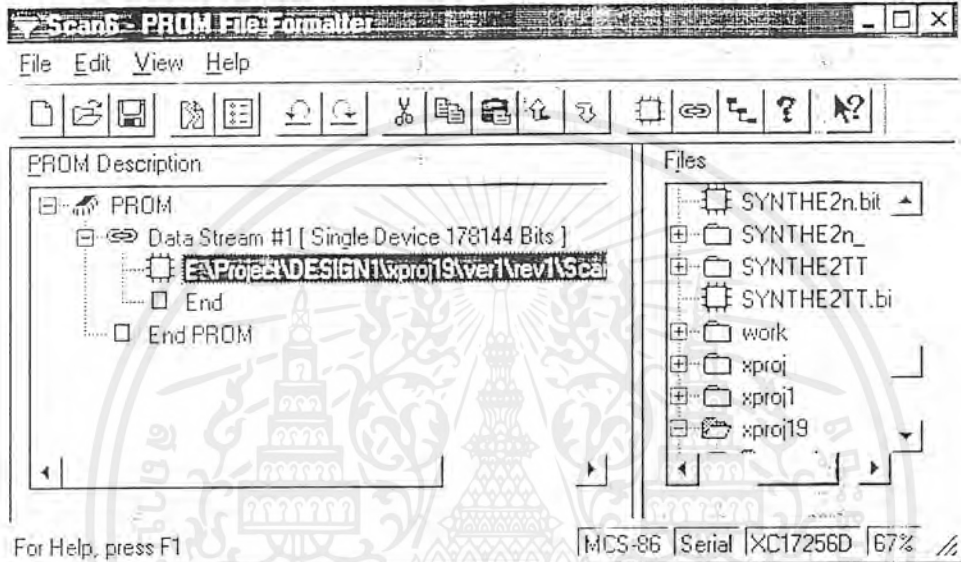 Scan6 - PROM File Formatter
File Edit View Help
PROM Description
PROM
Data Stream #1 [ Single Device 178144 Bits ]
E:\Project\DESIGN1\xproj19\ver1\rev1\Scan
End
End PROM
Files
SYNTHE2n.bit
SYNTHE2n_
SYNTHE2TT
SYNTHE2TT.bi
work
xproj
xproj1
xproj19
For Help, press F1
MCS-86 Serial XC17256D 67%